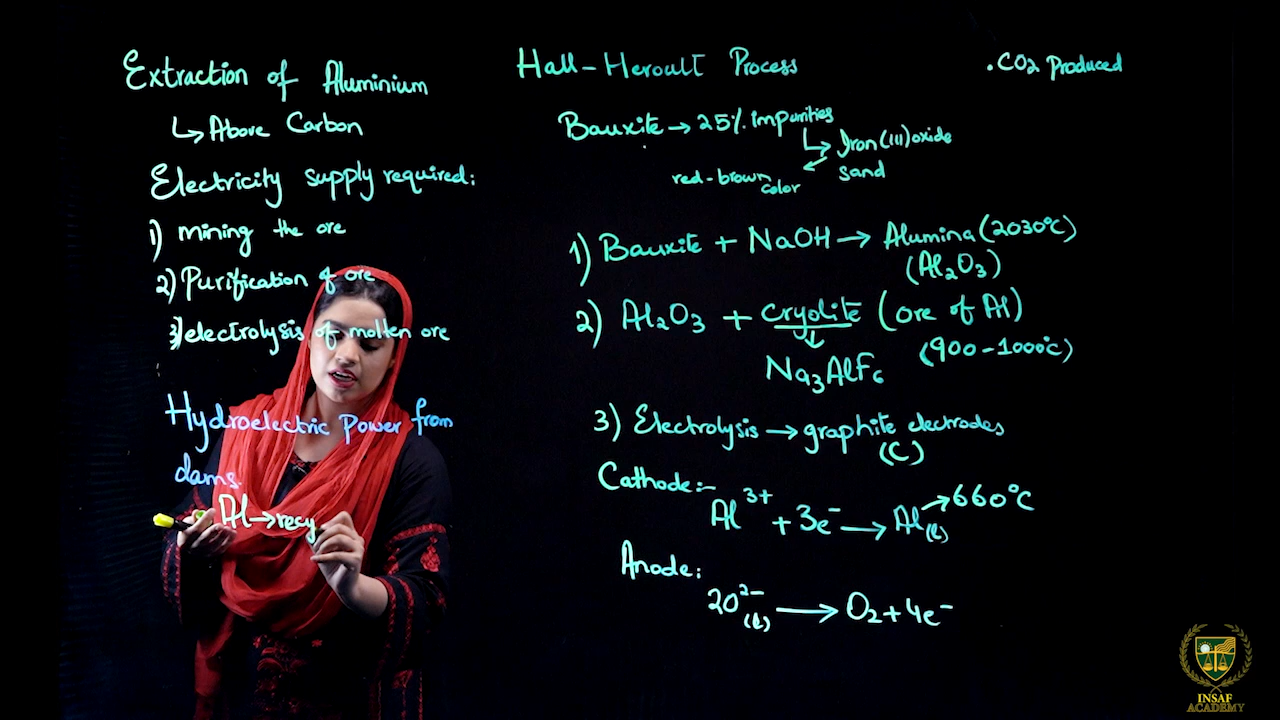 Extraction of Aluminium
↳ Above Carbon
Electricity supply required:
1) mining the ore
2) Purification of ore
3) electrolysis of molten ore
Hydroelectric Power from
dams.
Al → recy
Hall-Heroult Process
Bauxite → 25% impurities
↳ Iron(III)oxide
sand
red-brown
color
1) Bauxite + NaOH → Alumina (2030°C)
(Al₂O₃)
2) Al₂O₃ + cryolite (ore of Al)
↓ (900-1000°C)
Na₃AlF₆
3) Electrolysis → graphite electrodes
(C)
Cathode:-
Al³⁺ + 3e⁻ → Al(l) → 660°C
Anode:
2O²⁻(l) → O₂ + 4e⁻
. CO2 Produced
INSAF
ACADEMY